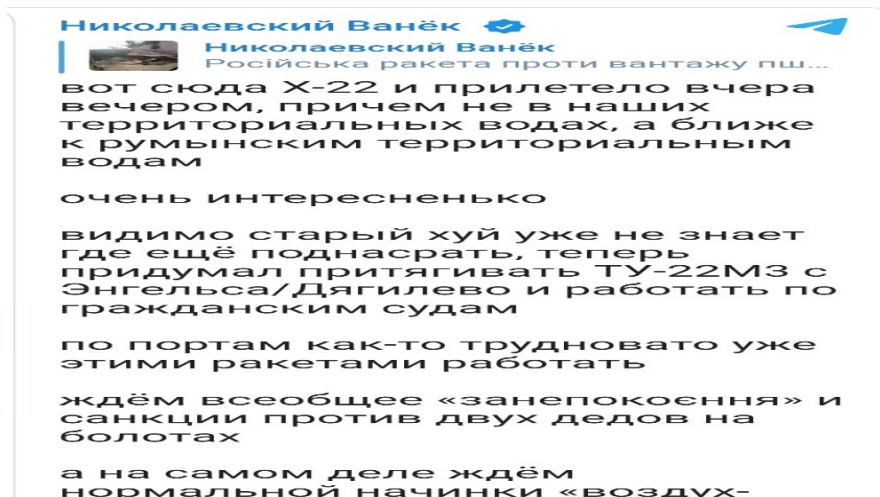 Николаевский Ванёк
Николаевский Ванёк
Російська ракета проти вантажу пш...
вот сюда Х-22 и прилетело вчера
вечером, причем не в наших
территориальных водах, а ближе
к румынским территориальным
водам
очень интересненько
видимо старый хуй уже не знает
где ещё поднасрать, теперь
придумал притягивать ТУ-22М3 с
Энгельса/Дягилево и работать по
гражданским судам
по портам как-то трудновато уже
этими ракетами работать
ждём всеобщее «занепокоєння» и
санкции против двух дедов на
болотах
а на самом деле ждём
нормальной начинки «воздух-